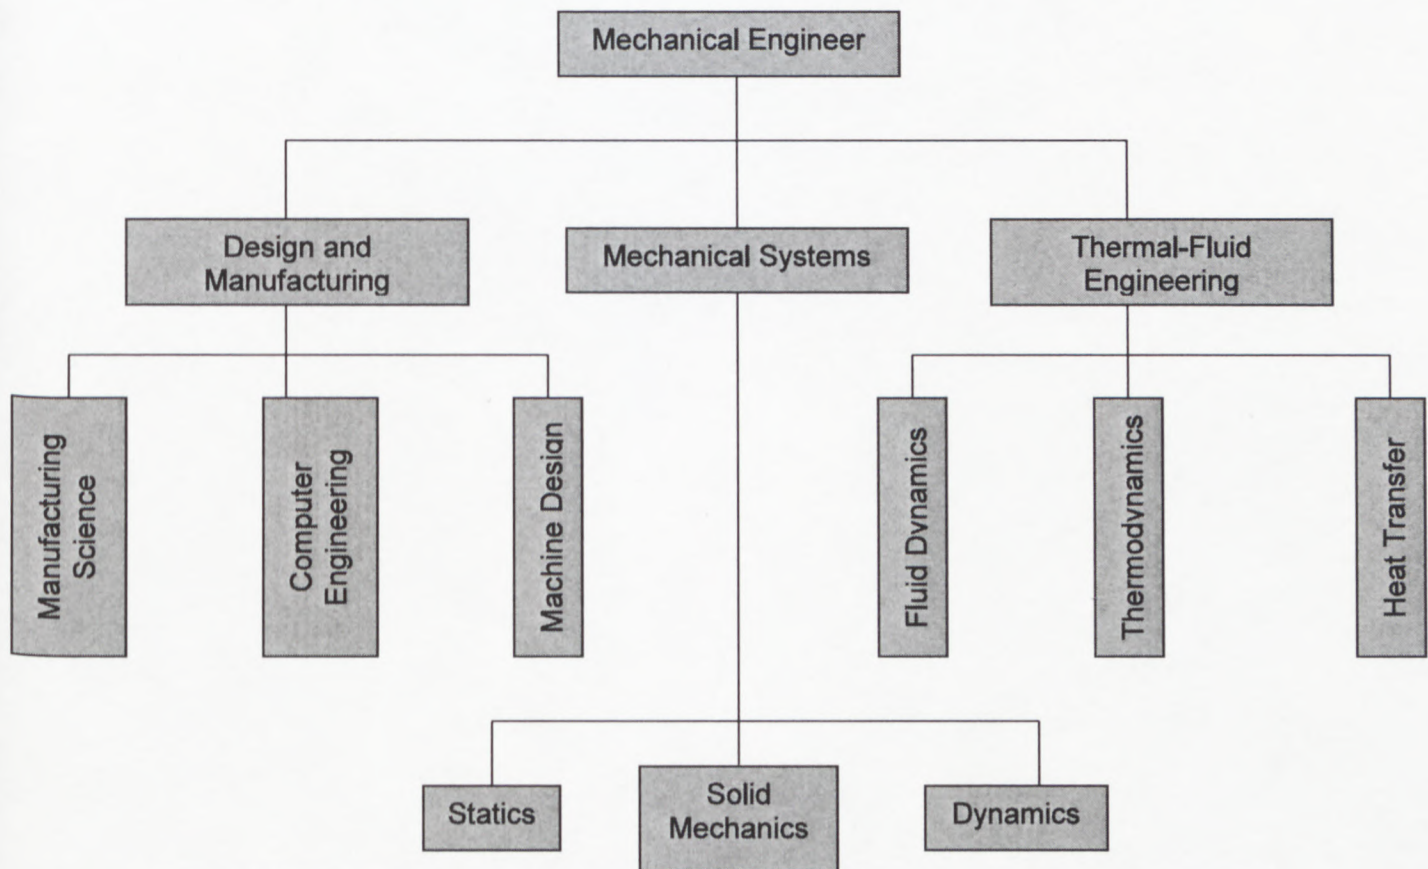 Mechanical Engineer
Design and
Manufacturing
Mechanical Systems
Thermal-Fluid
Engineering
Manufacturing
Science
Computer
Engineering
Machine Design
Fluid Dynamics
Thermodynamics
Heat Transfer
Statics
Solid
Mechanics
Dynamics